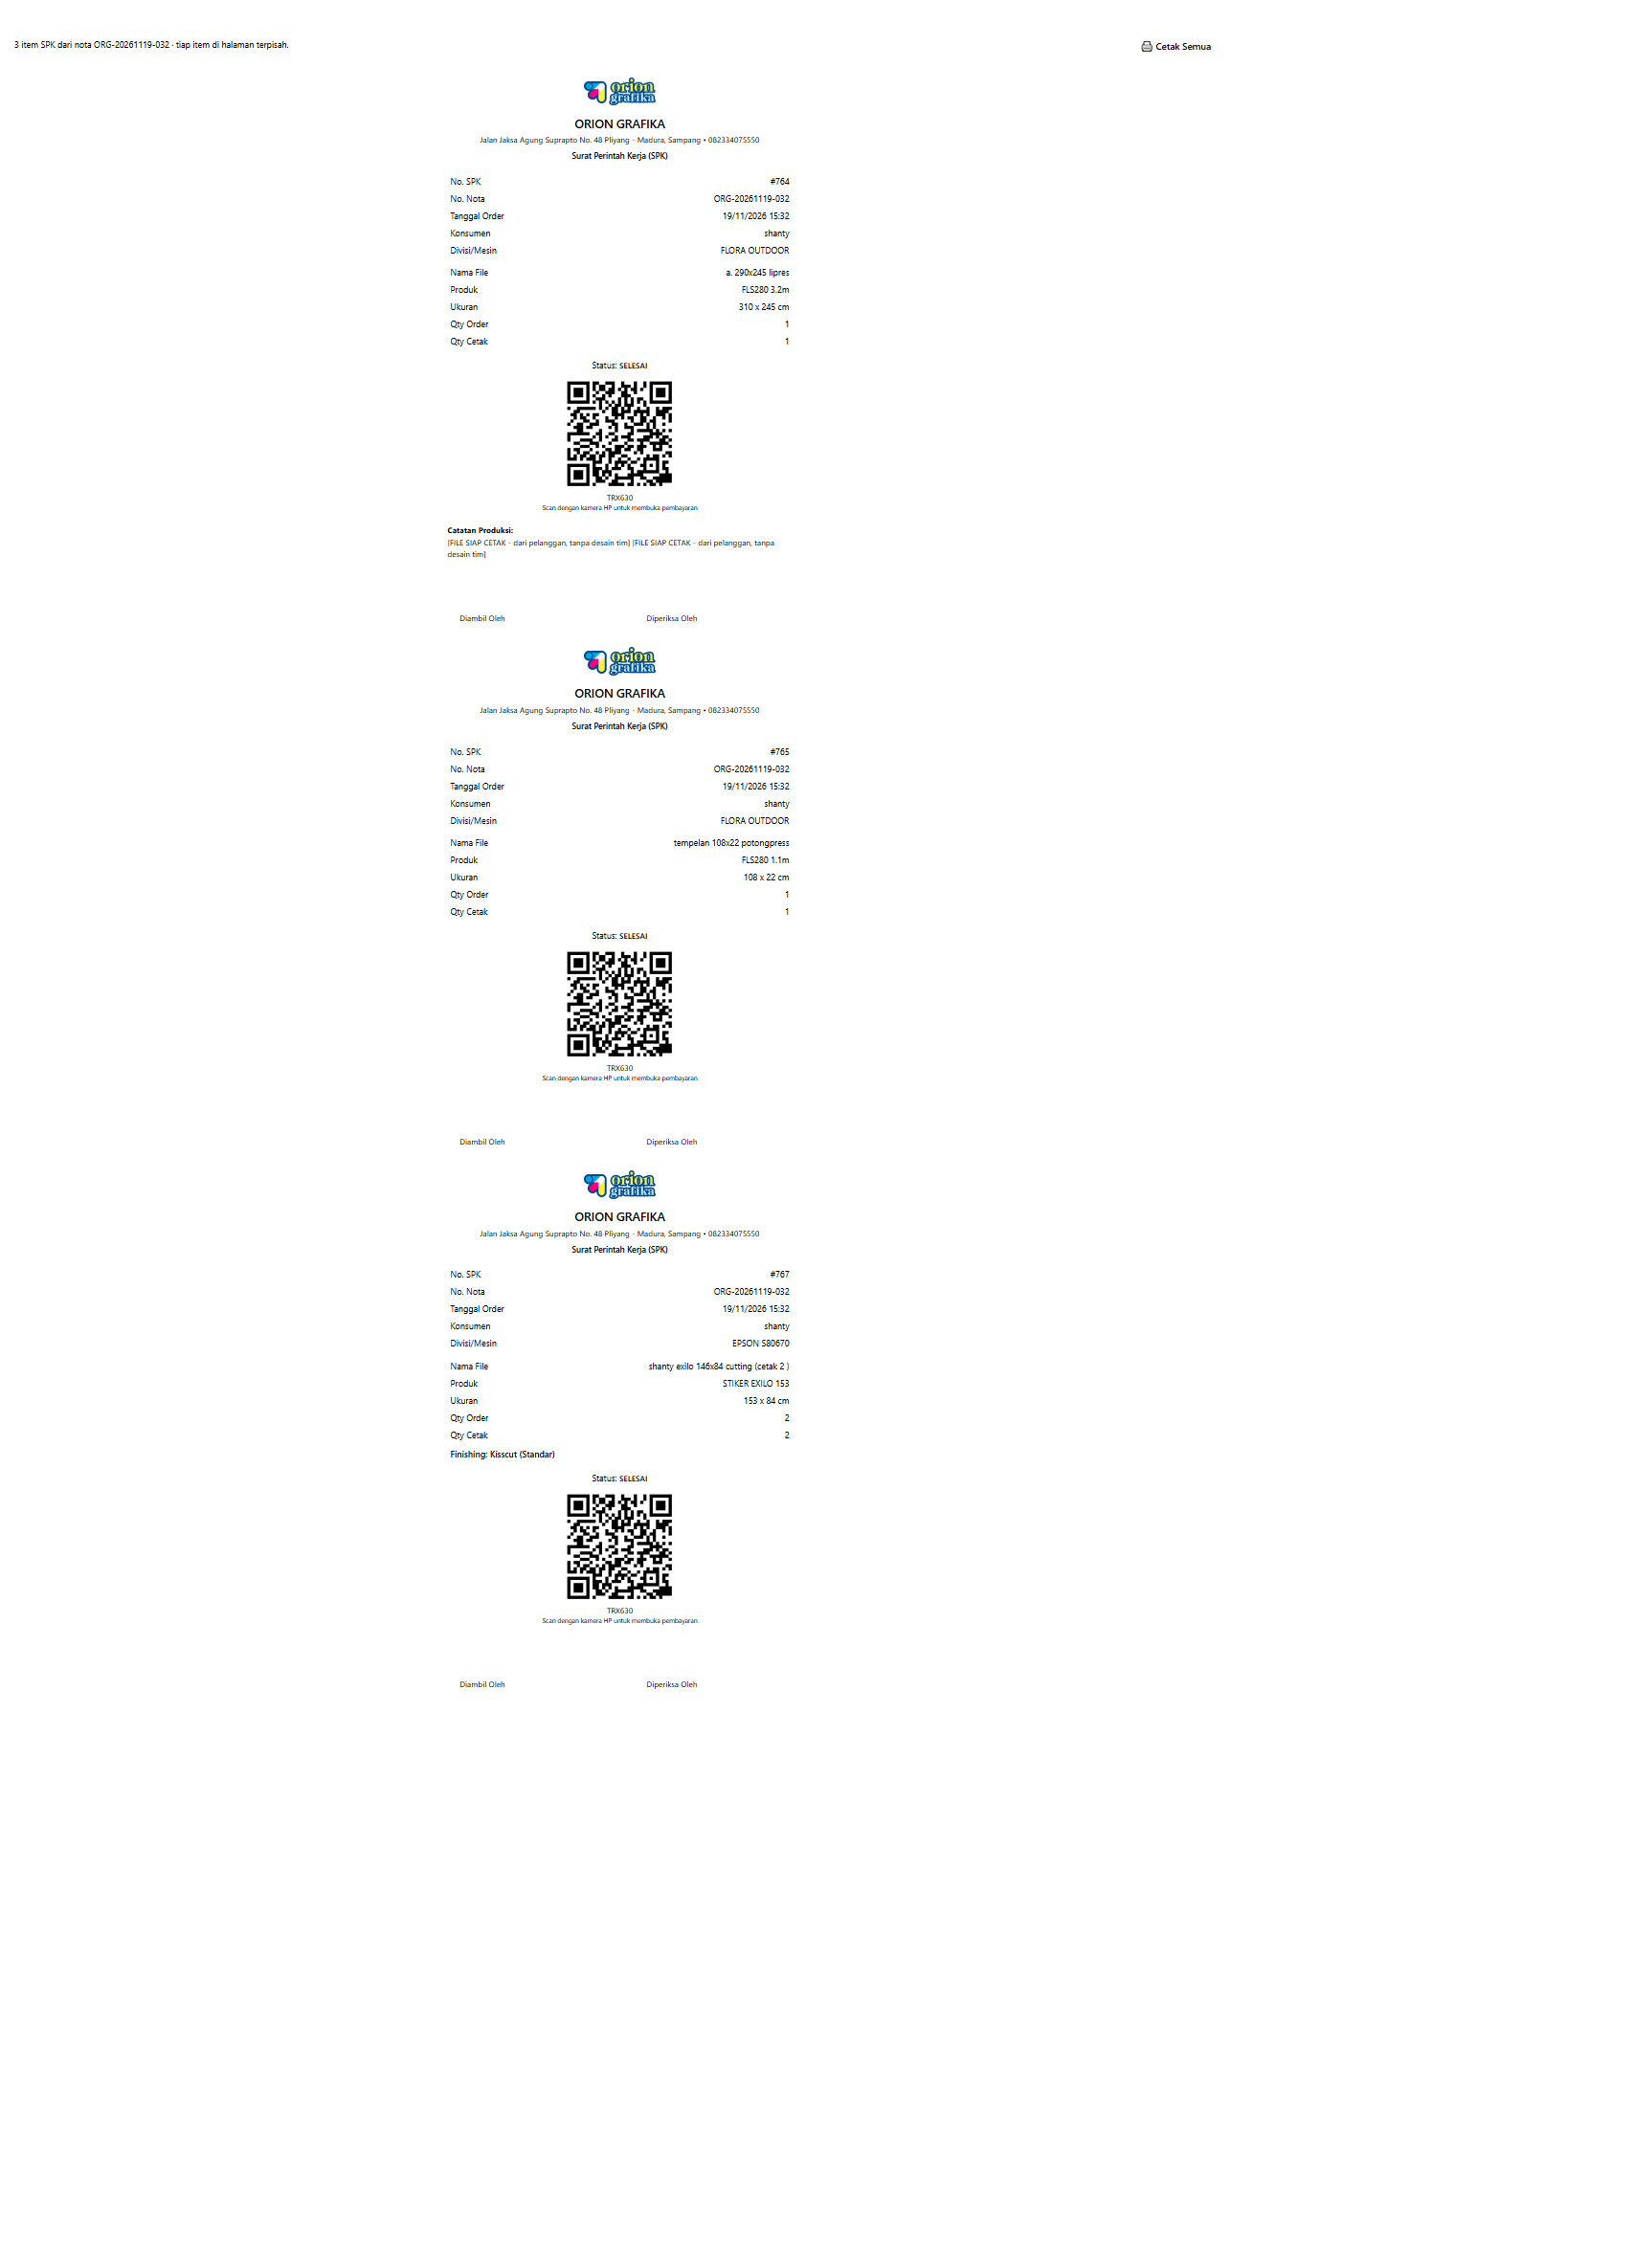 3 item SPK dari nota ORG-20261119-032 - tiap item di halaman terpisah.
Cetak Semua
orion
grafika
ORION GRAFIKA
Jalan Jaksa Agung Suprapto No. 48 Pliyang - Madura, Sampang • 082334075550
Surat Perintah Kerja (SPK)
No. SPK #764
No. Nota ORG-20261119-032
Tanggal Order 19/11/2026 15:32
Konsumen shanty
Divisi/Mesin FLORA OUTDOOR
Nama File a. 290x245 lipres
Produk FLS280 3.2m
Ukuran 310 x 245 cm
Qty Order 1
Qty Cetak 1
Status: SELESAI
TRX630
Scan dengan kamera HP untuk membuka pembayaran
Catatan Produksi:
[FILE SIAP CETAK - dari pelanggan, tanpa desain tim] [FILE SIAP CETAK - dari pelanggan, tanpa
desain tim]
Diambil Oleh Diperiksa Oleh
orion
grafika
ORION GRAFIKA
Jalan Jaksa Agung Suprapto No. 48 Pliyang - Madura, Sampang • 082334075550
Surat Perintah Kerja (SPK)
No. SPK #765
No. Nota ORG-20261119-032
Tanggal Order 19/11/2026 15:32
Konsumen shanty
Divisi/Mesin FLORA OUTDOOR
Nama File tempelan 108x22 potongpress
Produk FLS280 1.1m
Ukuran 108 x 22 cm
Qty Order 1
Qty Cetak 1
Status: SELESAI
TRX630
Scan dengan kamera HP untuk membuka pembayaran
Diambil Oleh Diperiksa Oleh
orion
grafika
ORION GRAFIKA
Jalan Jaksa Agung Suprapto No. 48 Pliyang - Madura, Sampang • 082334075550
Surat Perintah Kerja (SPK)
No. SPK #767
No. Nota ORG-20261119-032
Tanggal Order 19/11/2026 15:32
Konsumen shanty
Divisi/Mesin EPSON S80670
Nama File shanty exilo 146x84 cutting (cetak 2 )
Produk STIKER EXILO 153
Ukuran 153 x 84 cm
Qty Order 2
Qty Cetak 2
Finishing: Kisscut (Standar)
Status: SELESAI
TRX630
Scan dengan kamera HP untuk membuka pembayaran
Diambil Oleh Diperiksa Oleh